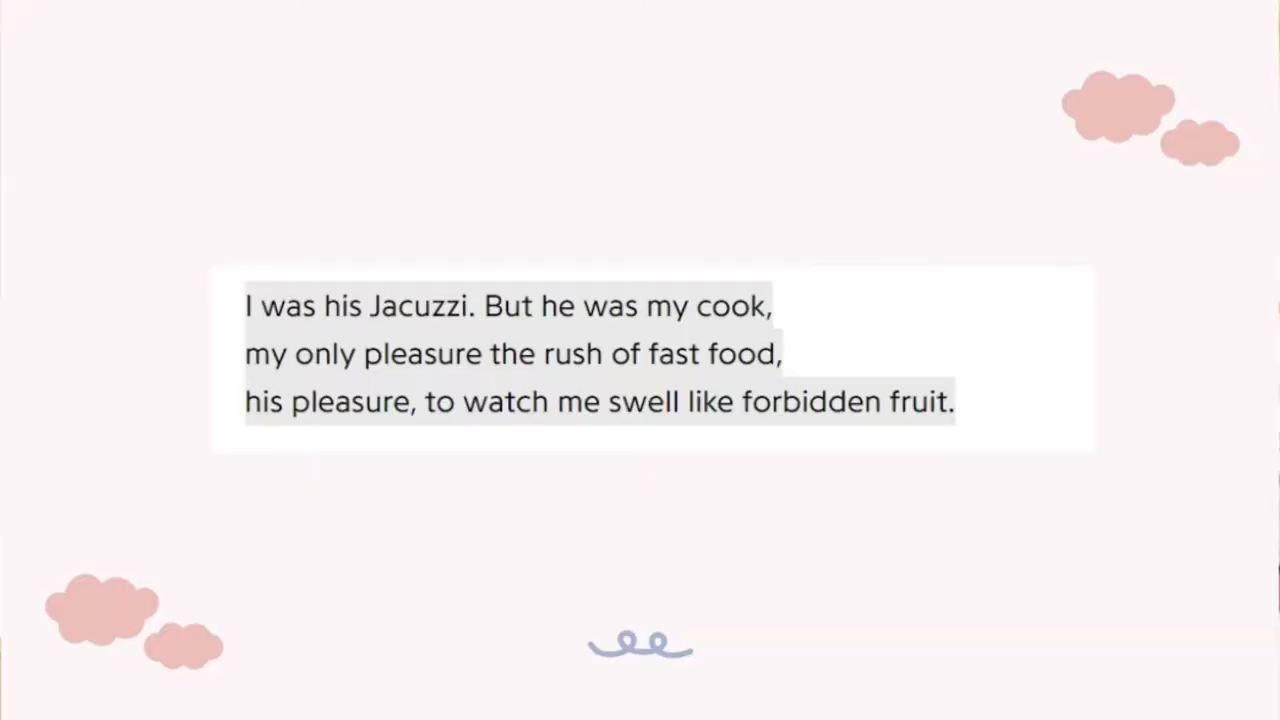 I was his Jacuzzi. But he was my cook,
my only pleasure the rush of fast food,
his pleasure, to watch me swell like forbidden fruit.